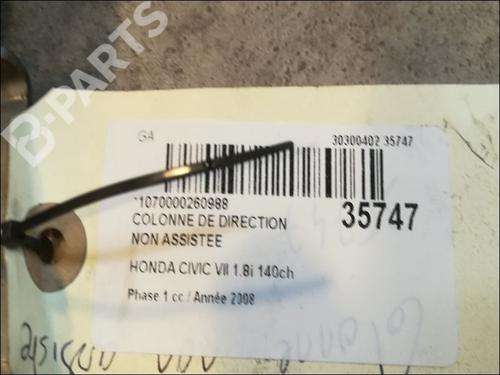 B-PARTS
GA
30300402 35747
*1070000260988
35747
COLONNE DE DIRECTION
NON ASSISTEE
HONDA CIVIC VII 1.8i 140ch
Phase 1 cc / Année 2008